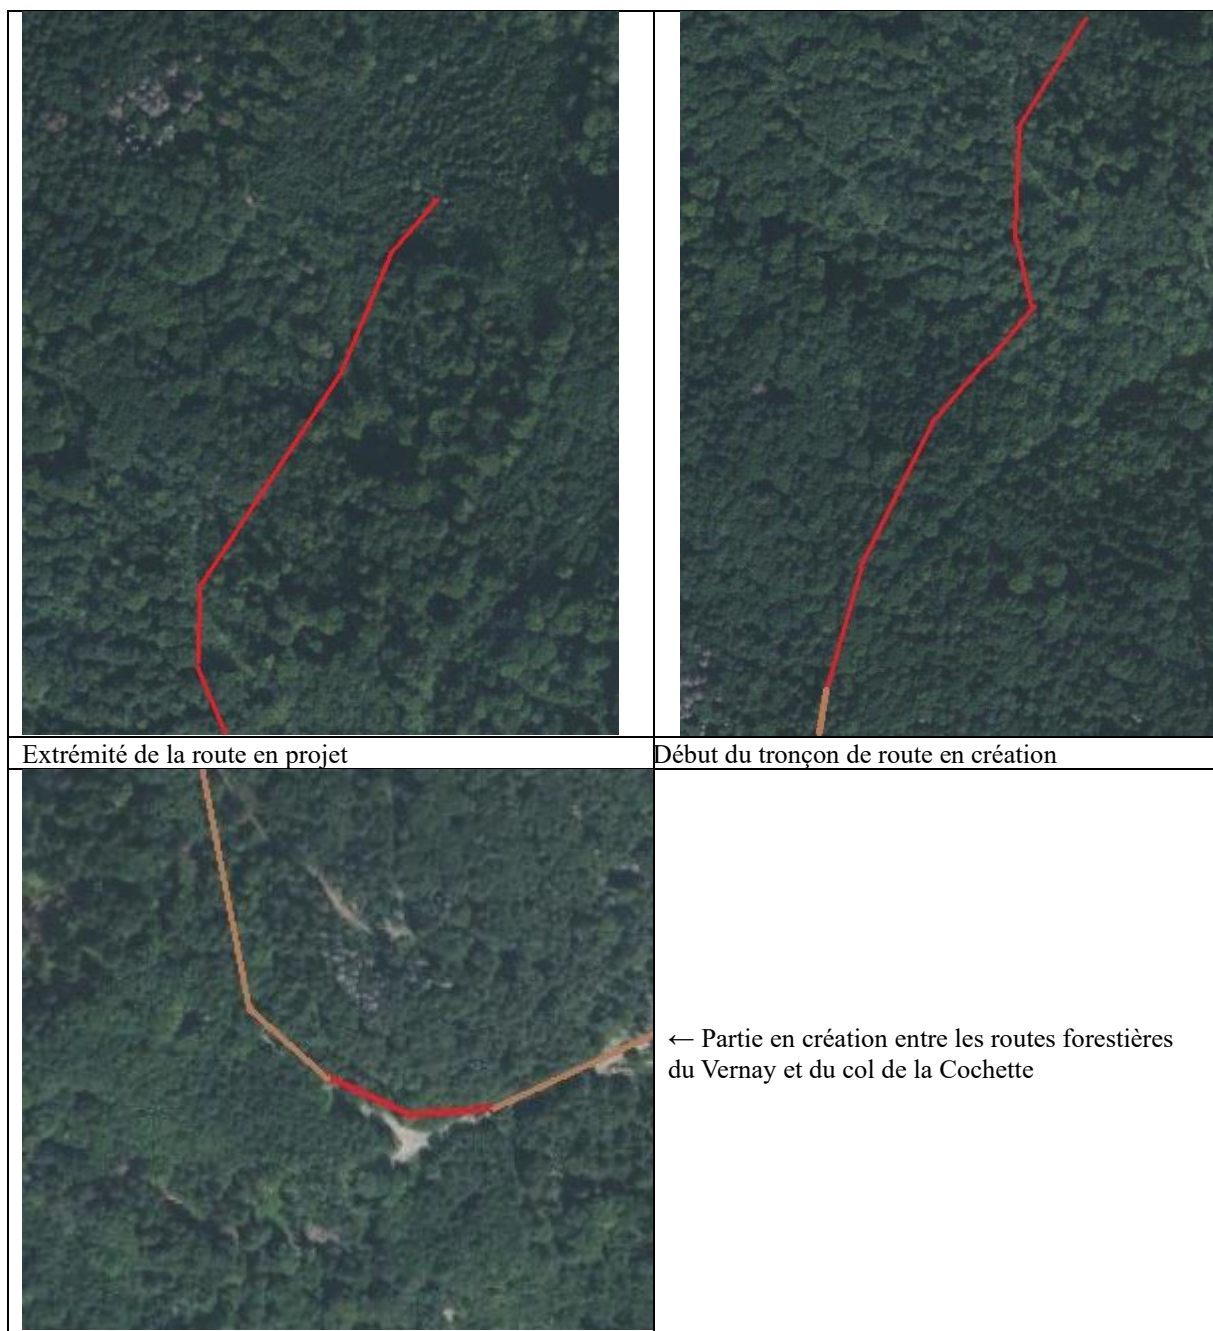 Extrémité de la route en projet
Début du tronçon de route en création
← Partie en création entre les routes forestières
du Vernay et du col de la Cochette